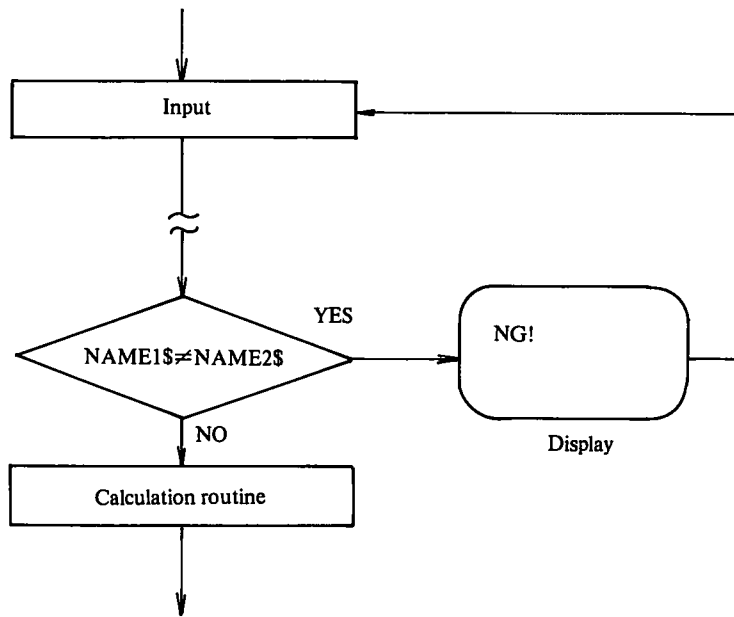 Input
YES
NAME1$≠NAME2$
NG!
NO
Display
Calculation routine